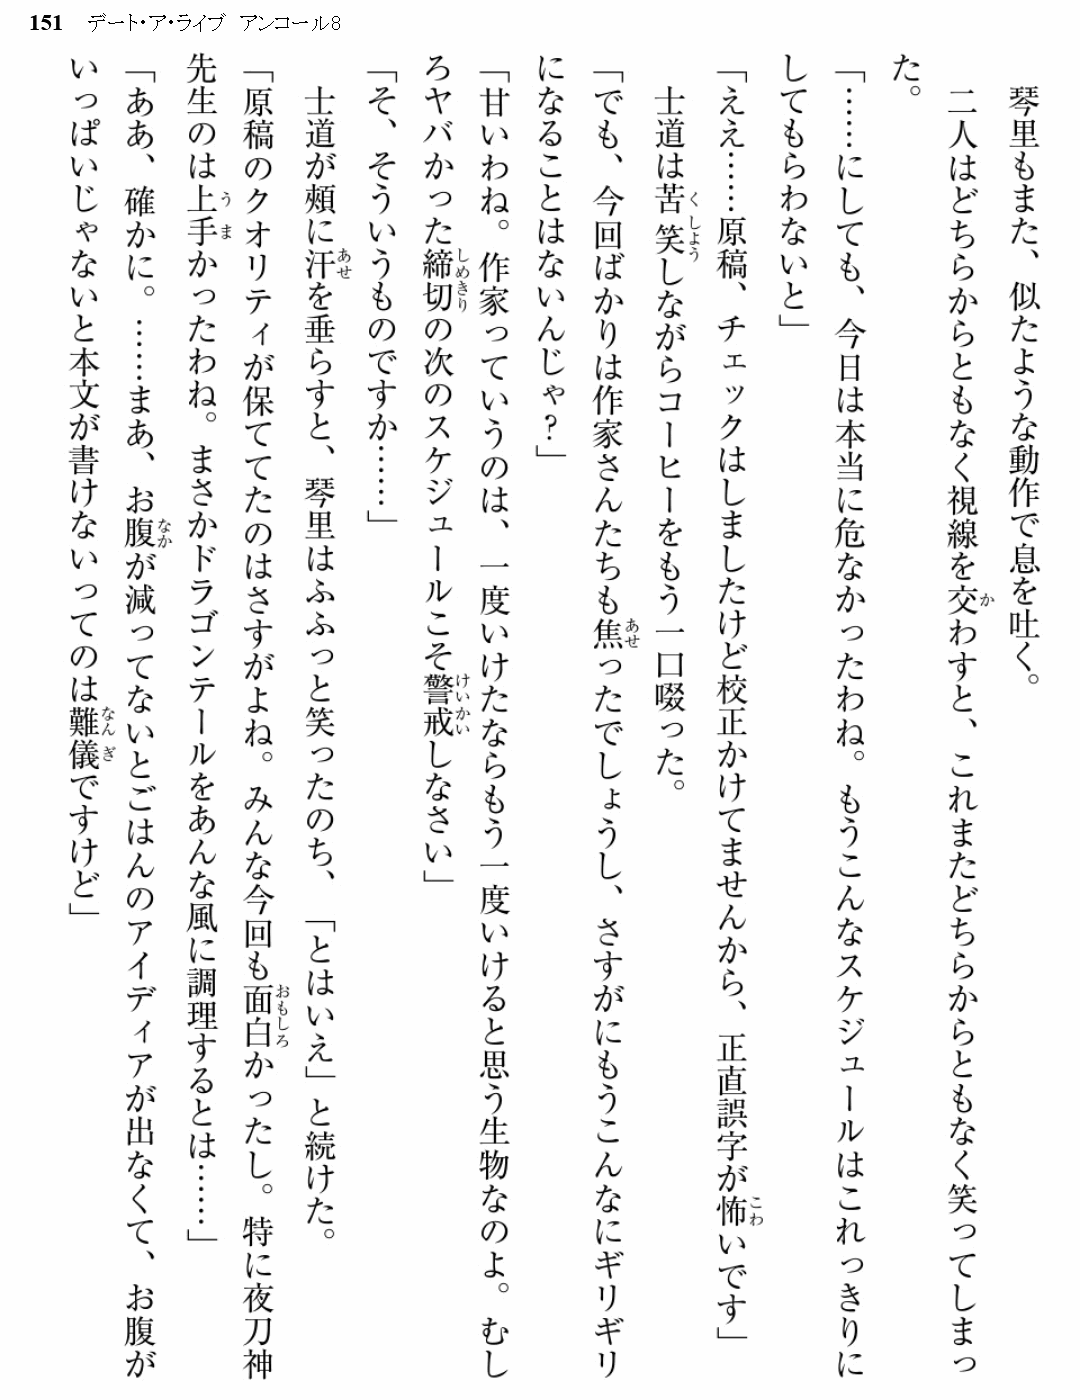 151 デート・ア・ライブ アンコール8
琴里もまた、似たような動作で息を吐く。
二人はどちらからともなく視線を交わすと、これまたどちらからともなく笑ってしまっ
た。
「……にしても、今日は本当に危なかったわね。もうこんなスケジュールはこれっきりに
してもらわないと」
「ええ……原稿、チェックはしましたけど校正かけてませんから、正直誤字が怖いです」
士道は苦笑しながらコーヒーをもう一口啜った。
「でも、今回ばかりは作家さんたちも焦ったでしょうし、さすがにもうこんなにギリギリ
になることはないんじゃ?」
「甘いわね。作家っていうのは、一度いけたならもう一度いけると思う生物なのよ。むし
ろヤバかった締切の次のスケジュールこそ警戒しなさい」
「そ、そういうものですか……」
士道が頰に汗を垂らすと、琴里はふふっと笑ったのち、「とはいえ」と続けた。
「原稿のクオリティが保ててたのはさすがよね。みんな今回も面白かったし。特に夜刀神
先生のは上手かったわね。まさかドラゴンテールをあんな風に調理するとは……」
「ああ、確かに。……まあ、お腹が減ってないとごはんのアイディアが出なくて、お腹が
いっぱいじゃないと本文が書けないってのは難儀ですけど」